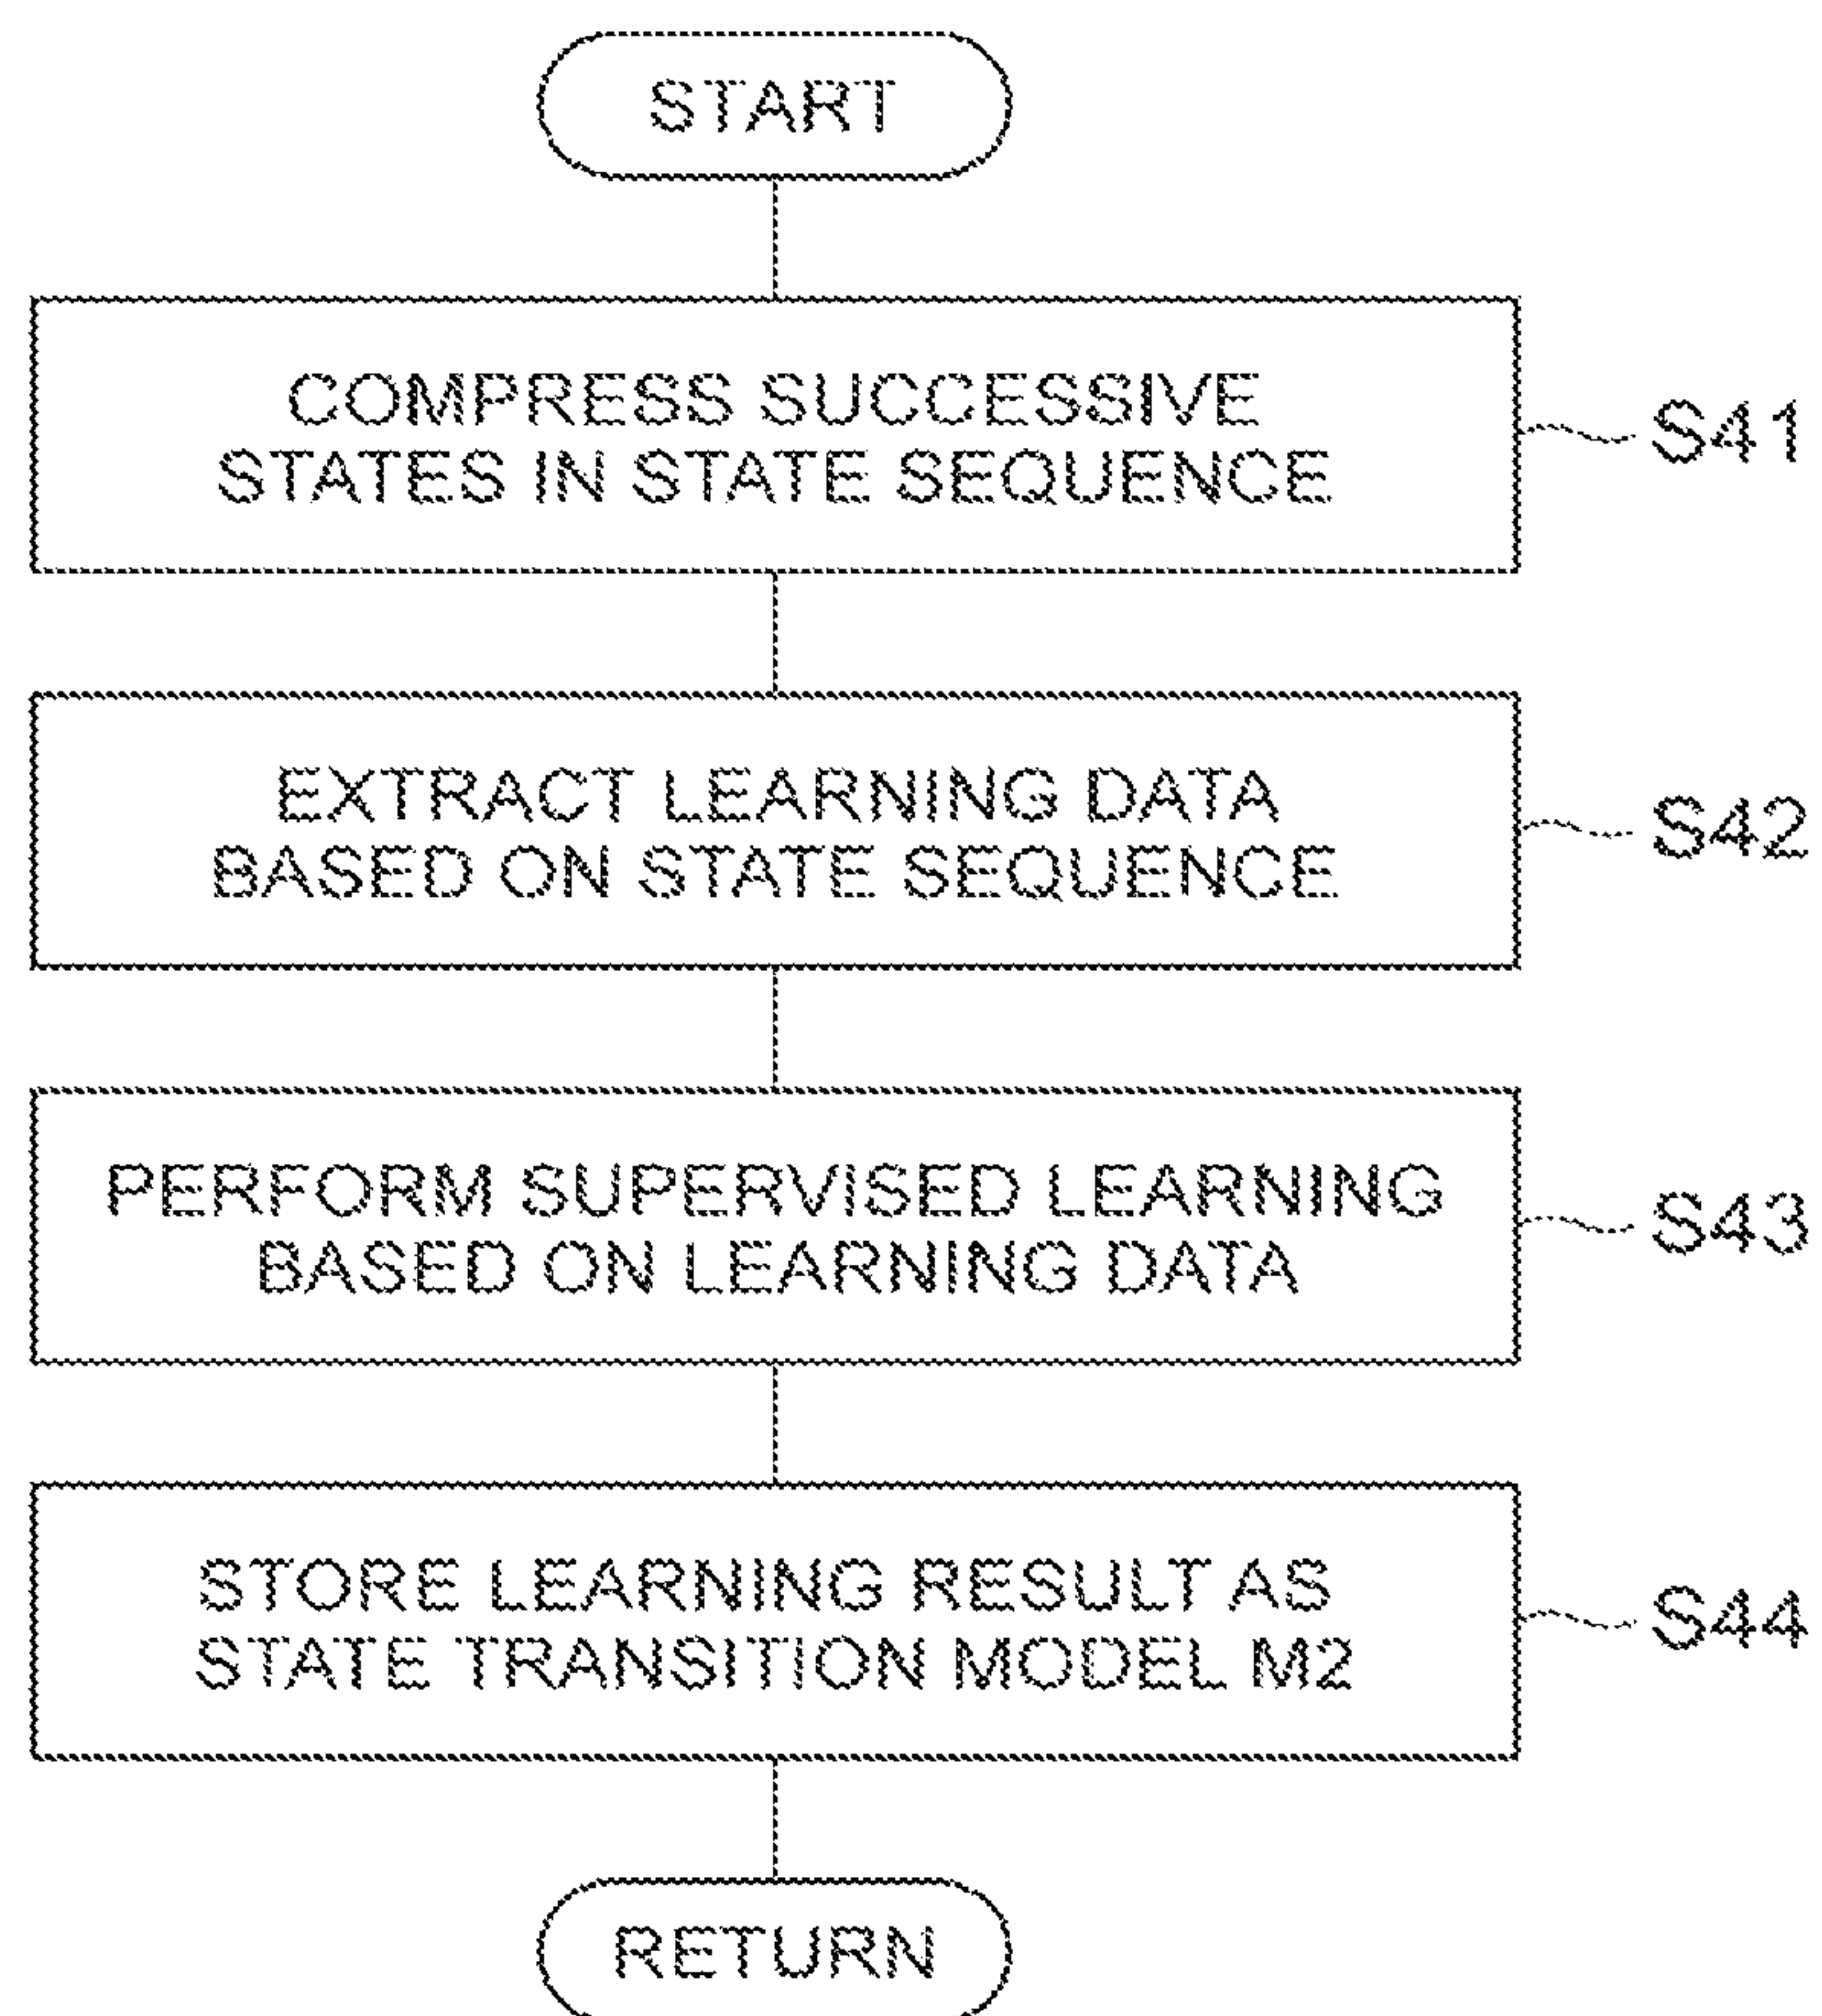 START
COMPRESS SUCCESSIVE
STATES IN STATE SEQUENCE
S41
EXTRACT LEARNING DATA
BASED ON STATE SEQUENCE
S42
PERFORM SUPERVISED LEARNING
BASED ON LEARNING DATA
S43
STORE LEARNING RESULT AS
STATE TRANSITION MODEL M2
S44
RETURN